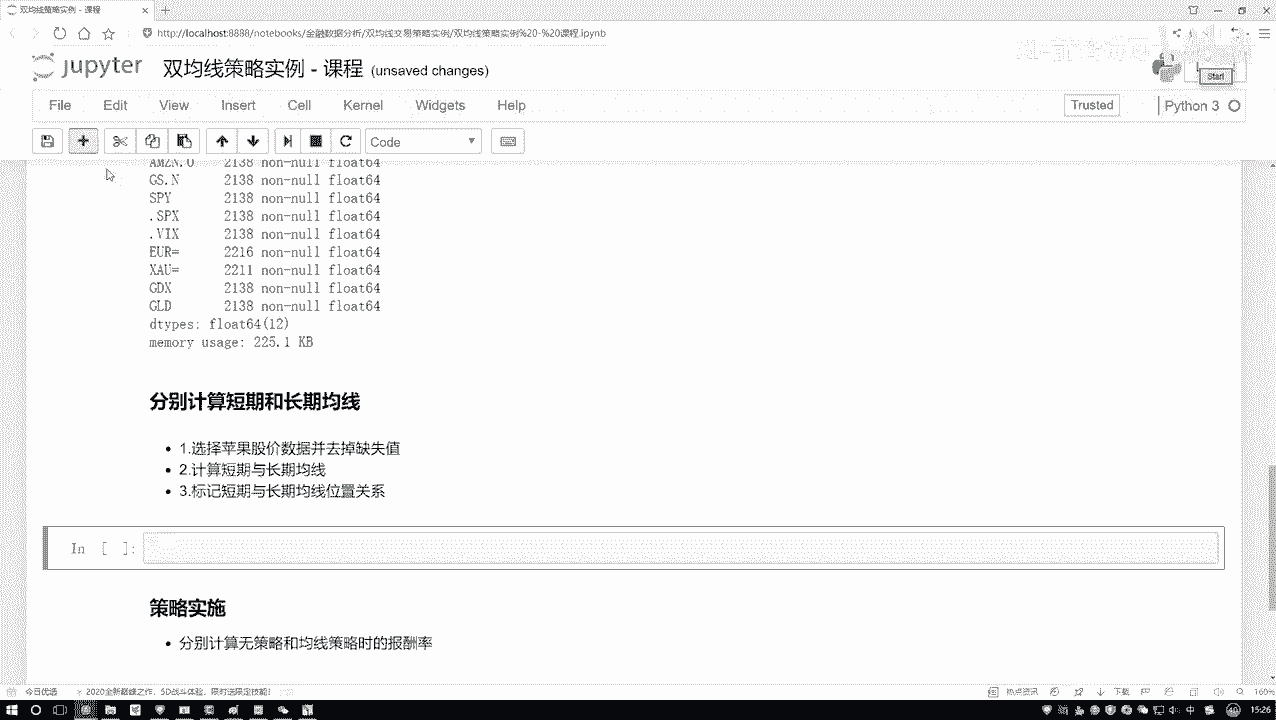 双均线策略实例 - 课程
http://localhost:8888/notebooks/金融数据分析/双均线交易策略实例/双均线策略实例%20-%20课程.ipynb
jupyter 双均线策略实例 - 课程 (unsaved changes)
Start
File Edit View Insert Cell Kernel Widgets Help
Trusted Python 3
Code
AMZN.O 2138 non-null float64
GS.N 2138 non-null float64
SPY 2138 non-null float64
.SPX 2138 non-null float64
.VIX 2138 non-null float64
EUR= 2216 non-null float64
XAU= 2211 non-null float64
GDX 2138 non-null float64
GLD 2138 non-null float64
dtypes: float64(12)
memory usage: 225.1 KB
分别计算短期和长期均线
1.选择苹果股价数据并去掉缺失值
2.计算短期与长期均线
3.标记短期与长期均线位置关系
In [ ]:
策略实施
分别计算无策略和均线策略时的报酬率
今日优选
2020全新巅峰之作，5D战斗体验，限时送限定技能！
热点资讯
下载
160%
中
15:26